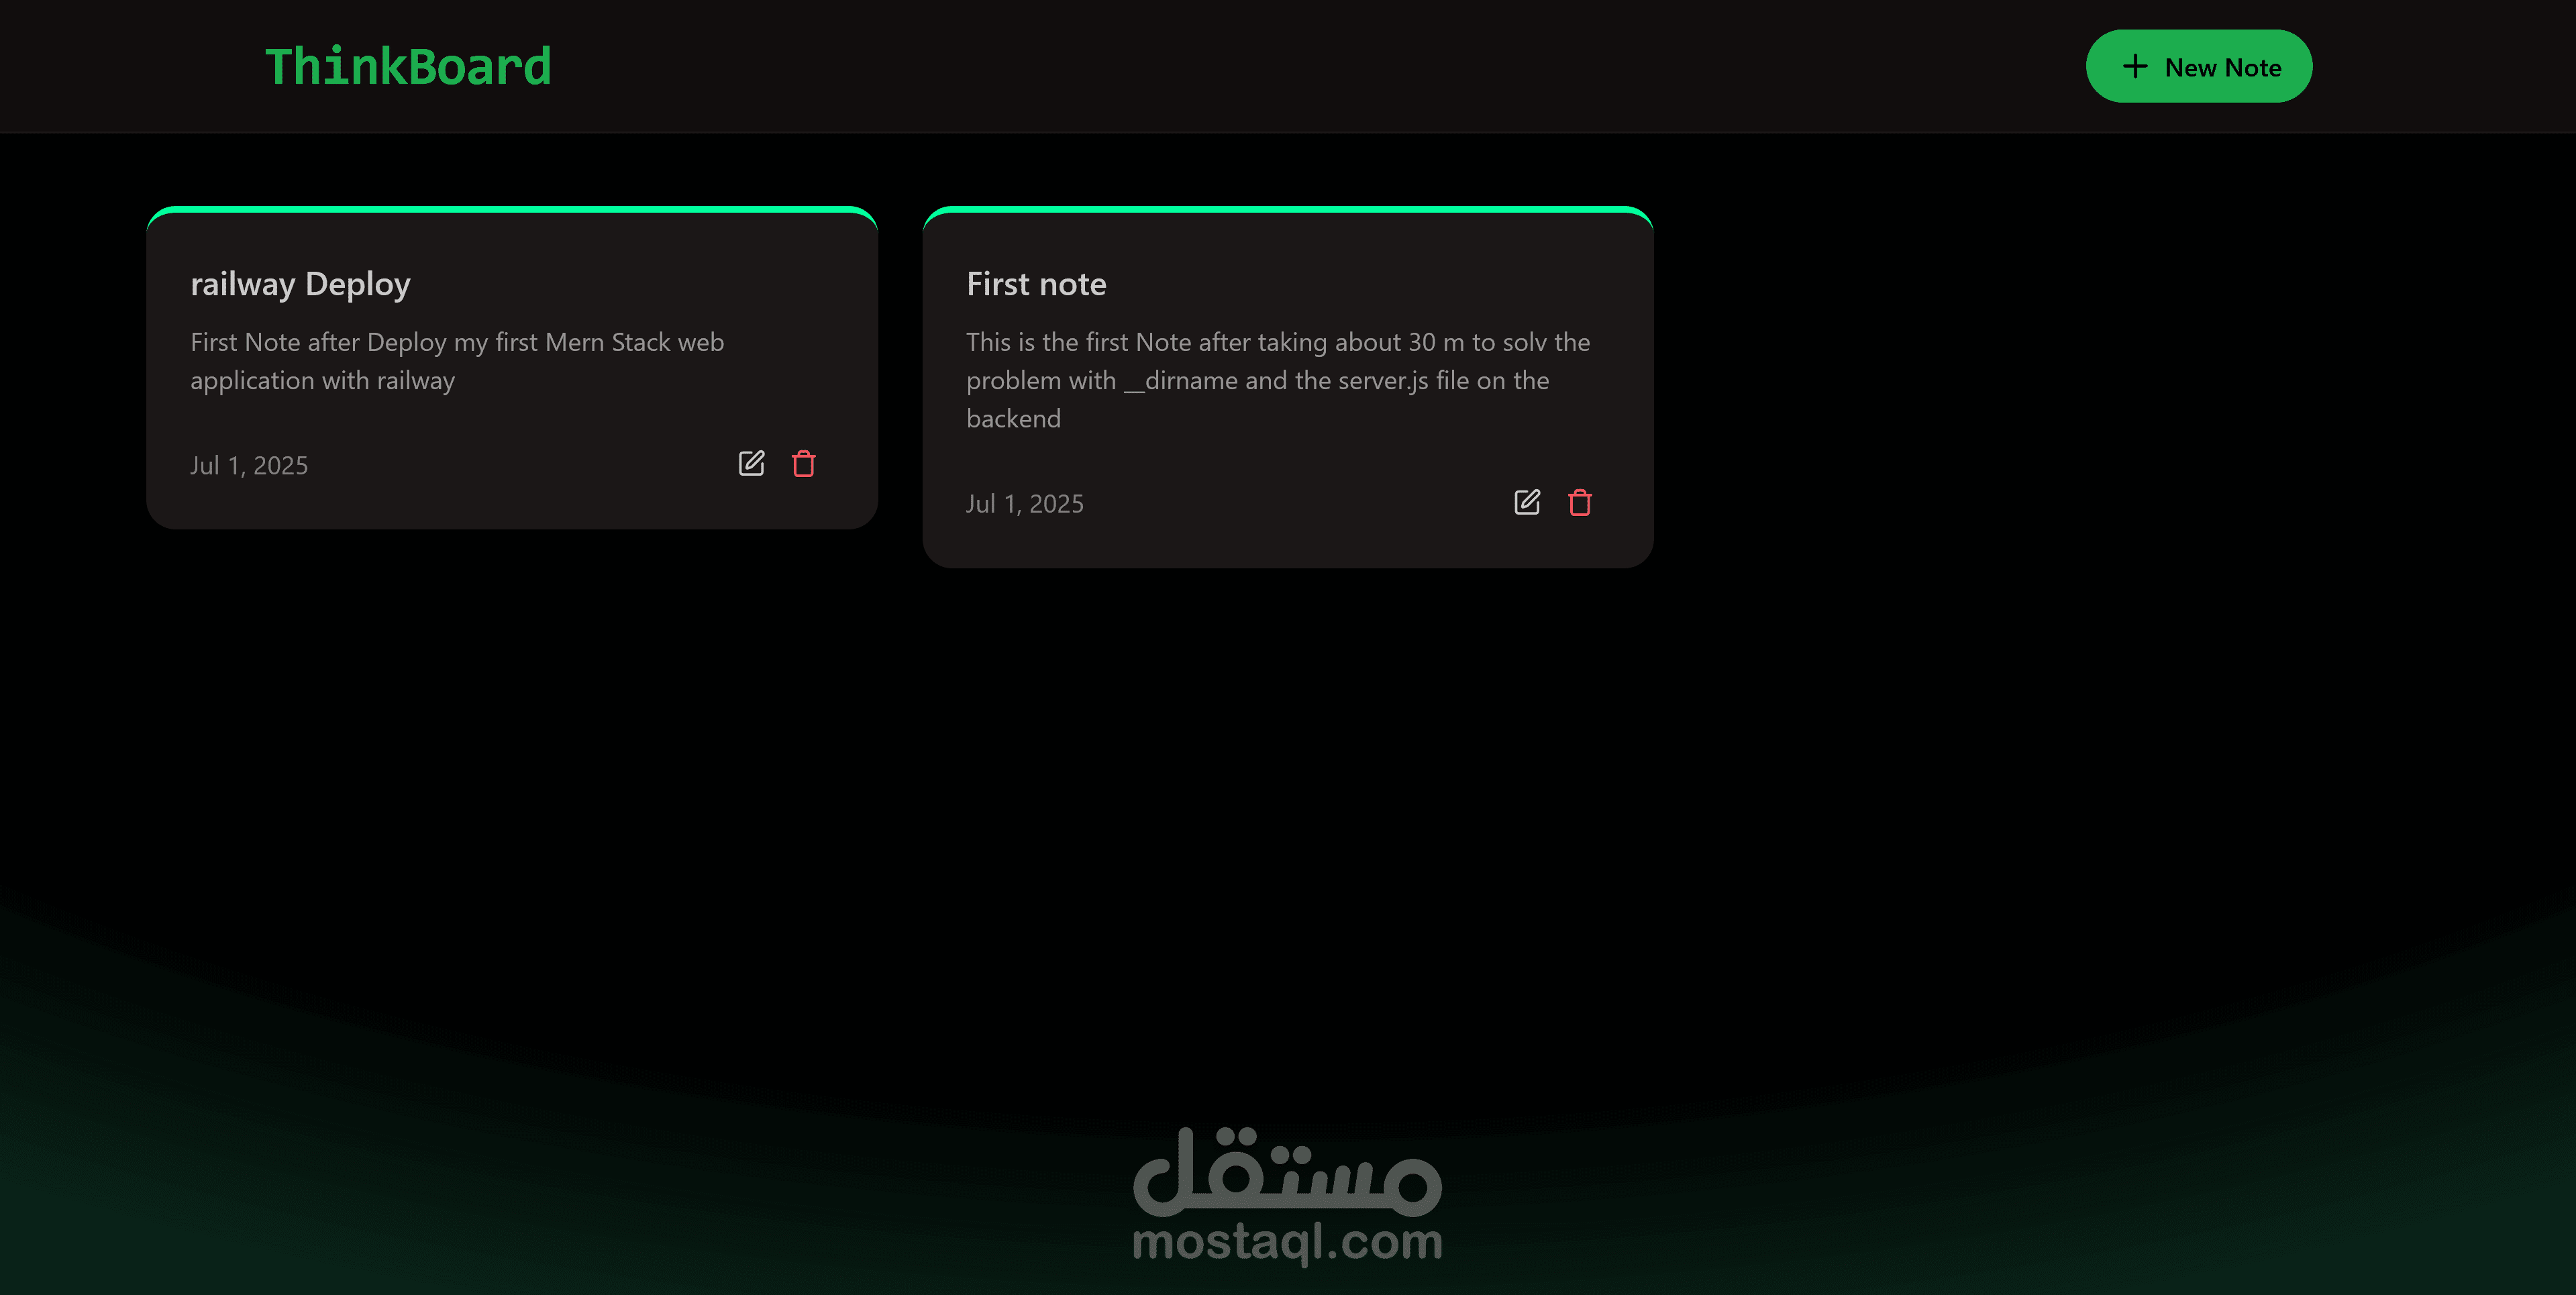 ThinkBoard
New Note
railway Deploy
First Note after Deploy my first Mern Stack web
application with railway
Jul 1, 2025
First note
This is the first Note after taking about 30 m to solv the
problem with __dirname and the server.js file on the
backend
Jul 1, 2025
مستقل
mostaql.com